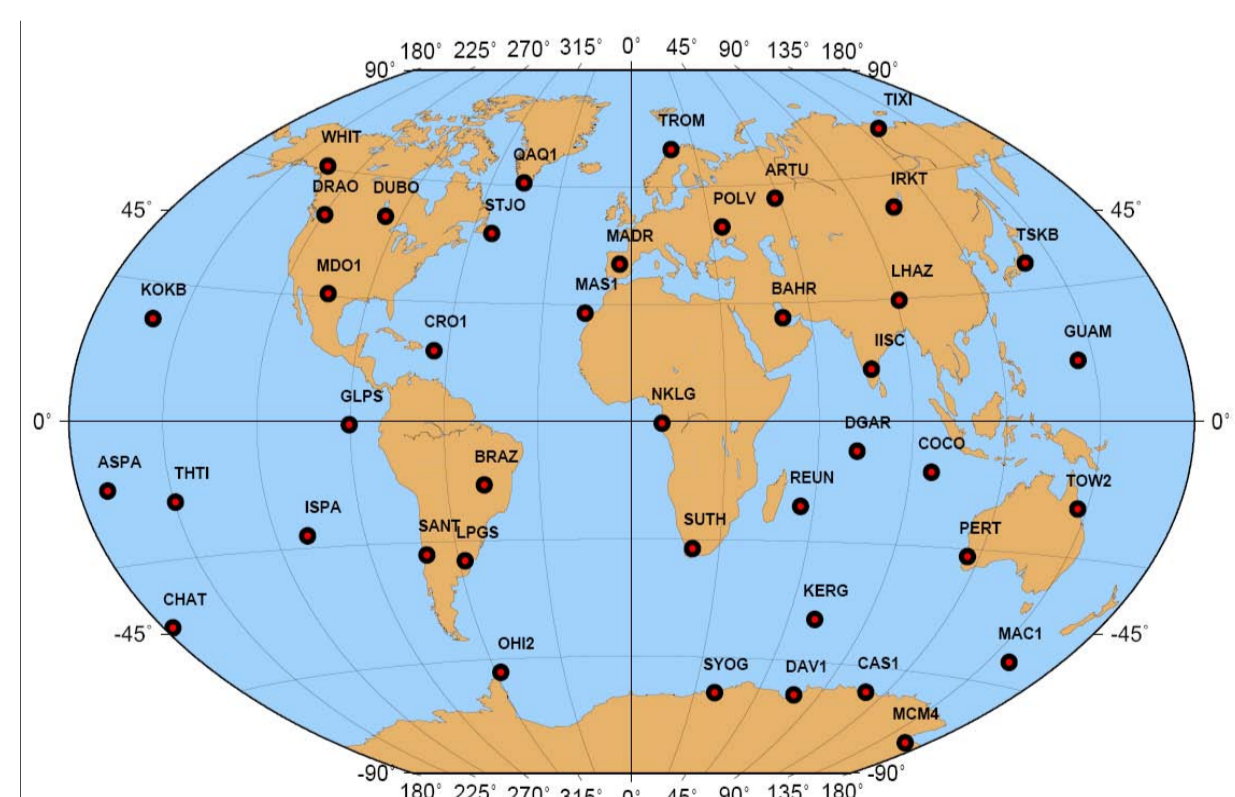 180° 225° 270° 315° 0° 45° 90° 135° 180°
90° 90°
TIXI
TROM
WHIT
QAQ1
ARTU
IRKT
DRAO DUBO
POLV
STJO
45° 45°
MADR
TSKB
MDO1
LHAZ
MAS1
BAHR
KOKB
CRO1
GUAM
IISC
GLPS
NKLG
0° 0°
DGAR
COCO
BRAZ
ASPA
THTI
REUN
TOW2
ISPA
SUTH
SANT LPGS
PERT
KERG
CHAT
-45° -45°
MAC1
OHI2
SYOG DAV1 CAS1
MCM4
-90° -90°
180° 225° 270° 315° 0° 45° 90° 135° 180°